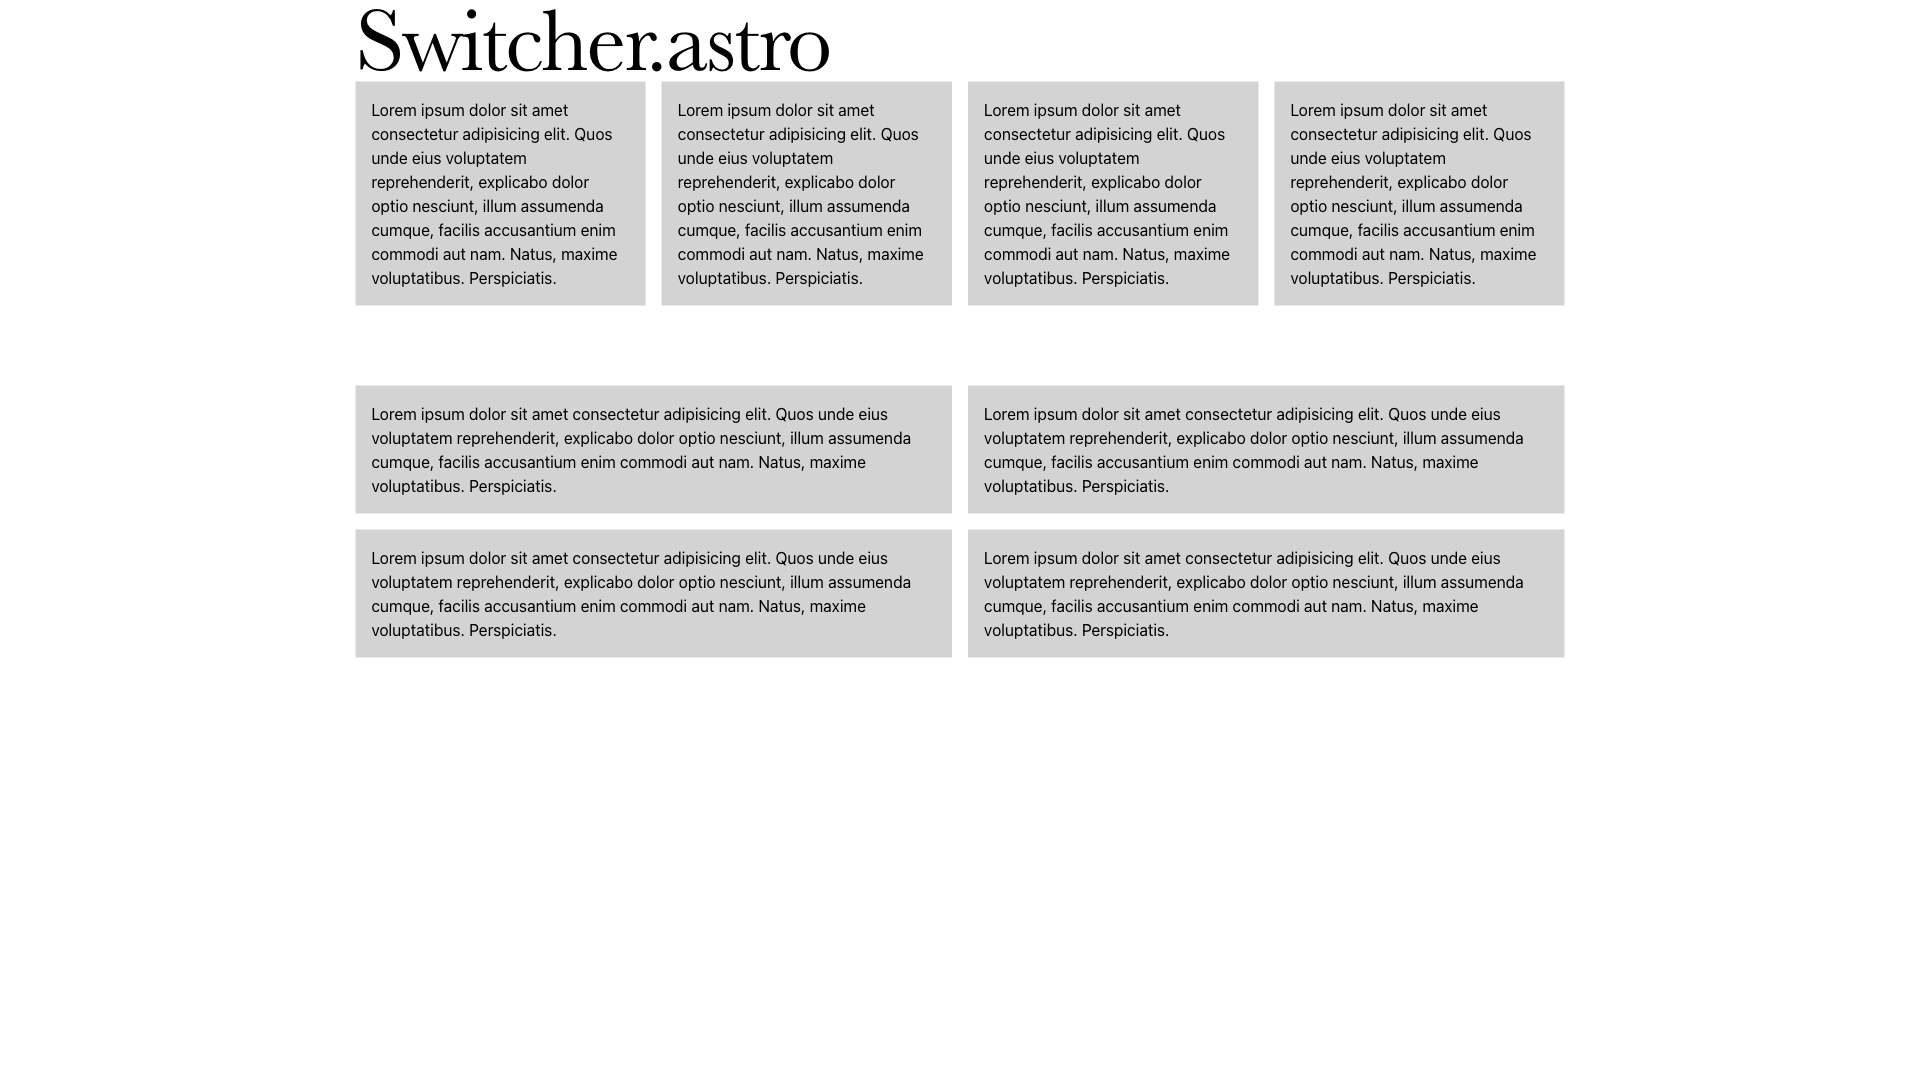 Switcher.astro
Lorem ipsum dolor sit amet
consectetur adipisicing elit. Quos
unde eius voluptatem
reprehenderit, explicabo dolor
optio nesciunt, illum assumenda
cumque, facilis accusantium enim
commodi aut nam. Natus, maxime
voluptatibus. Perspiciatis.
Lorem ipsum dolor sit amet
consectetur adipisicing elit. Quos
unde eius voluptatem
reprehenderit, explicabo dolor
optio nesciunt, illum assumenda
cumque, facilis accusantium enim
commodi aut nam. Natus, maxime
voluptatibus. Perspiciatis.
Lorem ipsum dolor sit amet
consectetur adipisicing elit. Quos
unde eius voluptatem
reprehenderit, explicabo dolor
optio nesciunt, illum assumenda
cumque, facilis accusantium enim
commodi aut nam. Natus, maxime
voluptatibus. Perspiciatis.
Lorem ipsum dolor sit amet
consectetur adipisicing elit. Quos
unde eius voluptatem
reprehenderit, explicabo dolor
optio nesciunt, illum assumenda
cumque, facilis accusantium enim
commodi aut nam. Natus, maxime
voluptatibus. Perspiciatis.
Lorem ipsum dolor sit amet consectetur adipisicing elit. Quos unde eius
voluptatem reprehenderit, explicabo dolor optio nesciunt, illum assumenda
cumque, facilis accusantium enim commodi aut nam. Natus, maxime
voluptatibus. Perspiciatis.
Lorem ipsum dolor sit amet consectetur adipisicing elit. Quos unde eius
voluptatem reprehenderit, explicabo dolor optio nesciunt, illum assumenda
cumque, facilis accusantium enim commodi aut nam. Natus, maxime
voluptatibus. Perspiciatis.
Lorem ipsum dolor sit amet consectetur adipisicing elit. Quos unde eius
voluptatem reprehenderit, explicabo dolor optio nesciunt, illum assumenda
cumque, facilis accusantium enim commodi aut nam. Natus, maxime
voluptatibus. Perspiciatis.
Lorem ipsum dolor sit amet consectetur adipisicing elit. Quos unde eius
voluptatem reprehenderit, explicabo dolor optio nesciunt, illum assumenda
cumque, facilis accusantium enim commodi aut nam. Natus, maxime
voluptatibus. Perspiciatis.